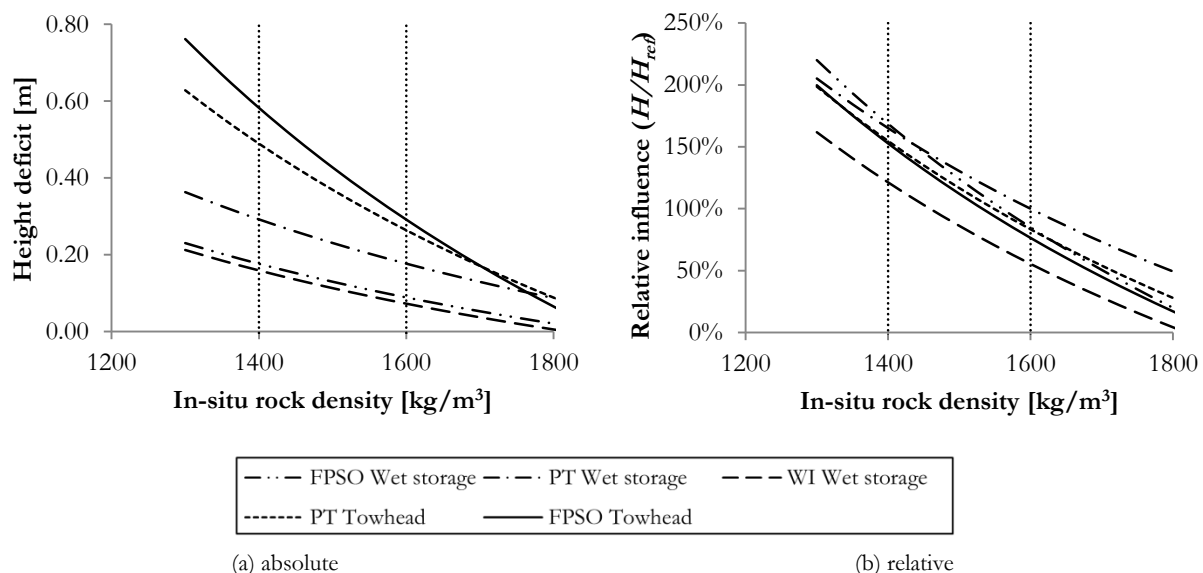 0.80
0.60
0.40
0.20
0.00
Height deficit [m]
1200 1400 1600 1800
In-situ rock density [kg/m³]
250%
200%
150%
100%
50%
0%
Relative influence (H/H_ref)
1200 1400 1600 1800
In-situ rock density [kg/m³]
FPSO Wet storage PT Wet storage WI Wet storage
PT Towhead FPSO Towhead
(a) absolute (b) relative